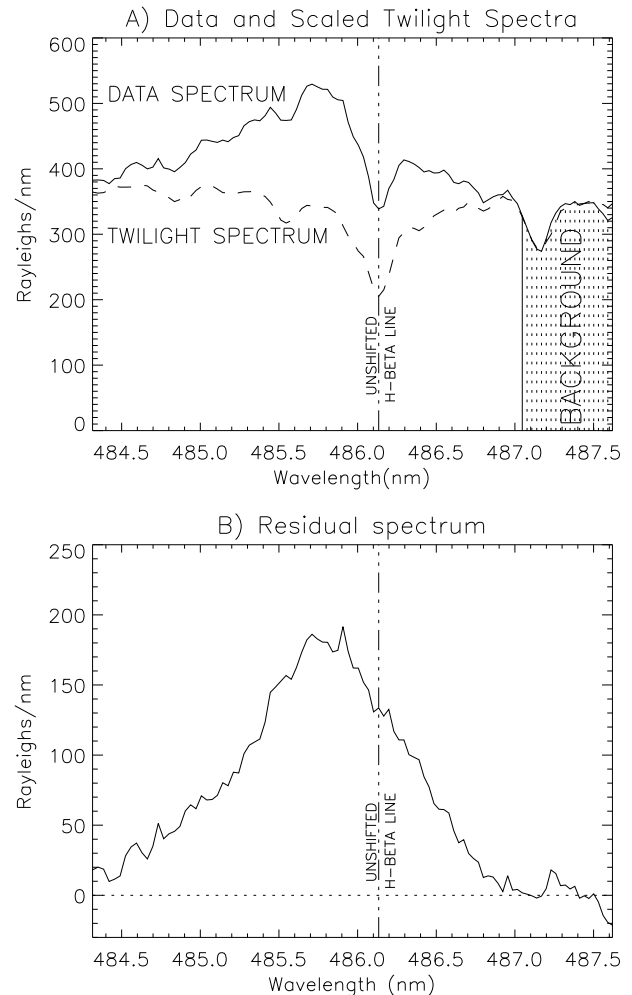 A) Data and Scaled Twilight Spectra
600
500
400
300
200
100
0
Rayleighs/nm
DATA SPECTRUM
TWILIGHT SPECTRUM
UNSHIFTED
H-BETA LINE
BACKGROUND
484.5 485.0 485.5 486.0 486.5 487.0 487.5
Wavelength(nm)
B) Residual spectrum
250
200
150
100
50
0
Rayleighs/nm
UNSHIFTED
H-BETA LINE
484.5 485.0 485.5 486.0 486.5 487.0 487.5
Wavelength (nm)